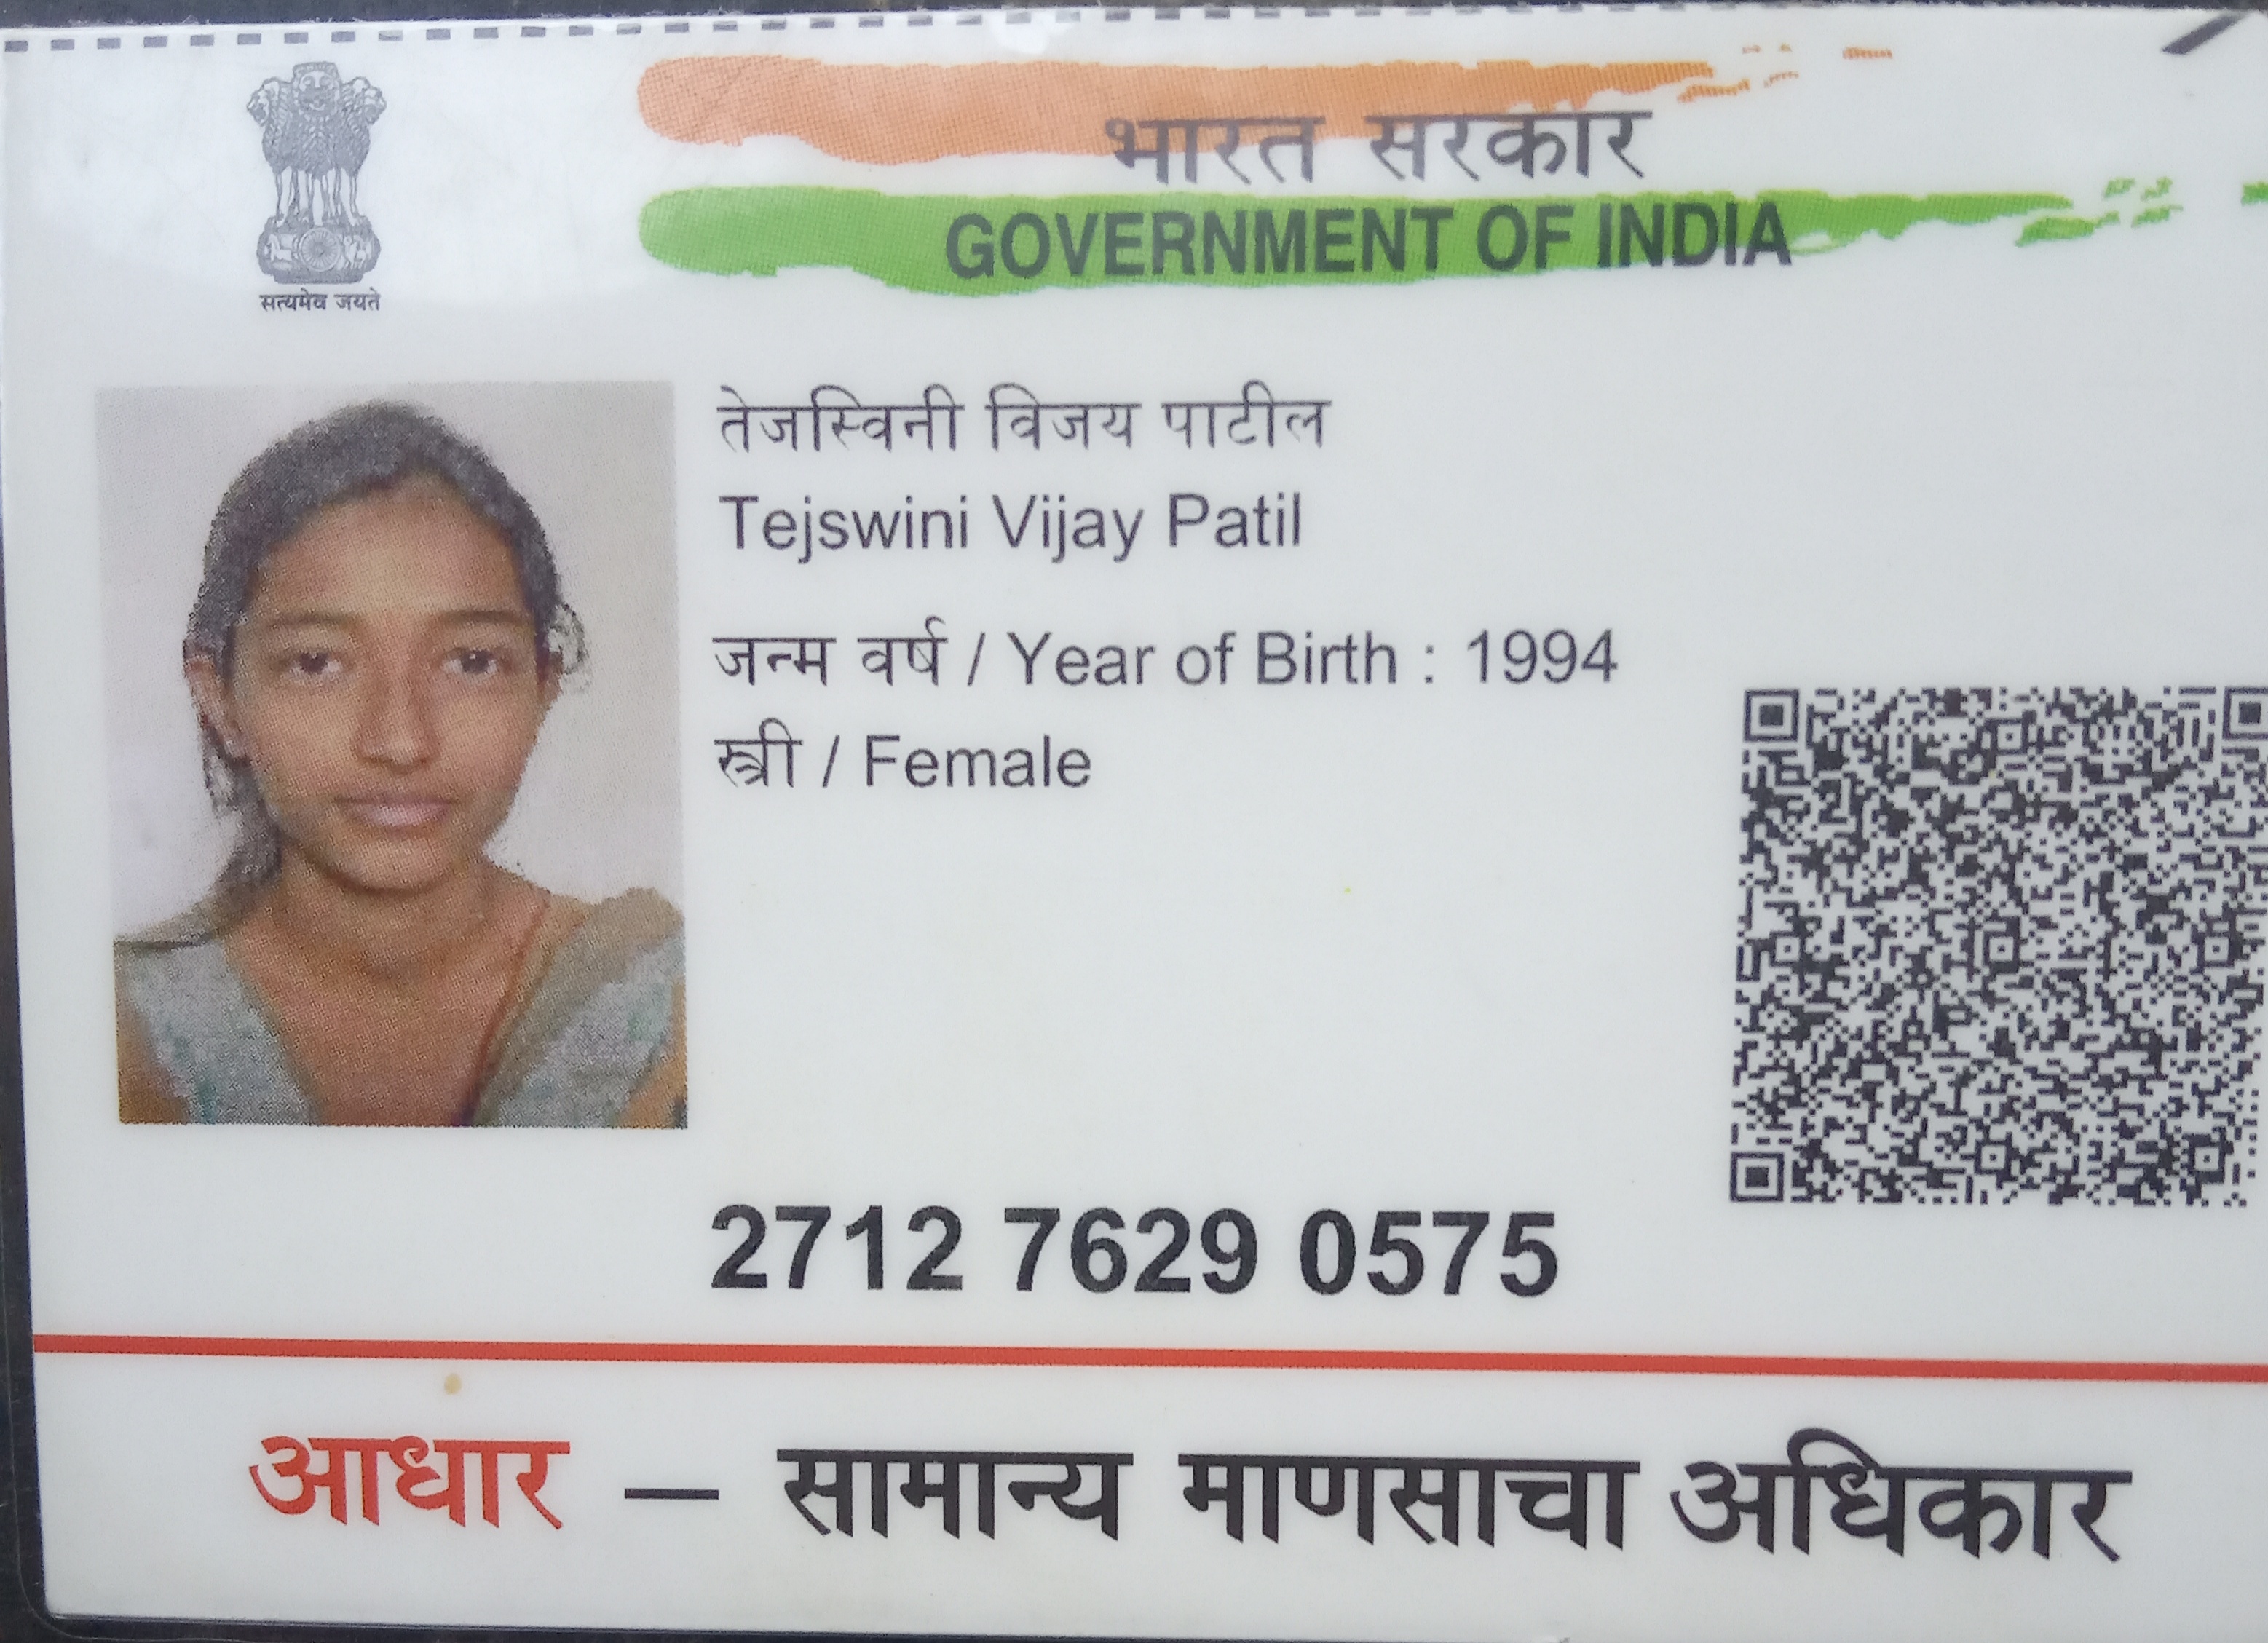 सत्यमेव जयते
भारत सरकार
GOVERNMENT OF INDIA
तेजस्विनी विजय पाटील
Tejswini Vijay Patil
जन्म वर्ष / Year of Birth : 1994
स्त्री / Female
2712 7629 0575
आधार — सामान्य माणसाचा अधिकार